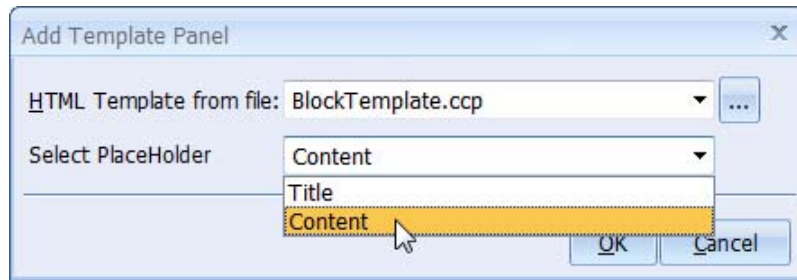 Add Template Panel
HTML Template from file: BlockTemplate.ccp ...
Select PlaceHolder Content
Title
Content
OK Cancel